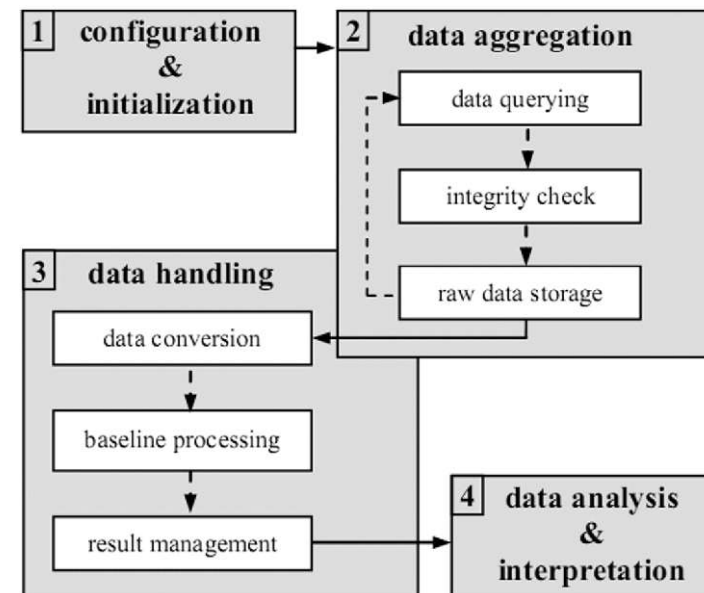 1
configuration
&
initialization
2
data aggregation
data querying
integrity check
raw data storage
3
data handling
data conversion
baseline processing
result management
4
data analysis
&
interpretation